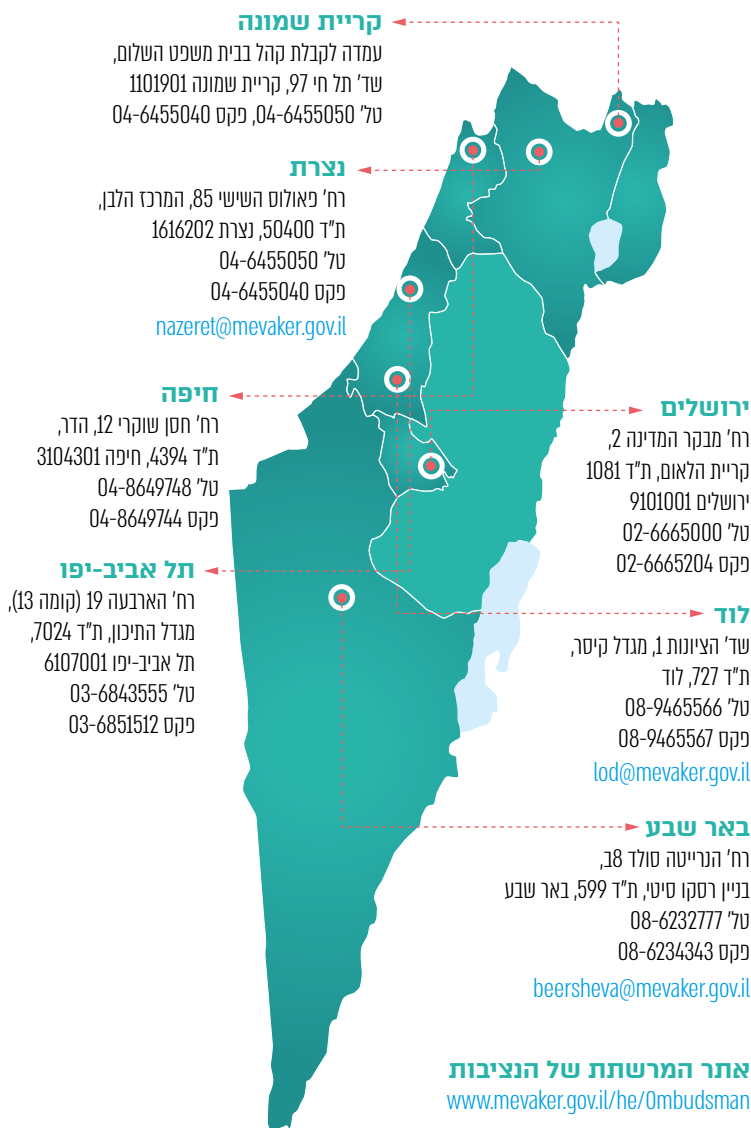 קריית שמונה
עמדה לקבלת קהל בבית משפט השלום,
שד' תל חי 97, קריית שמונה 1101901
טל' 04-6455050, פקס 04-6455040
נצרת
רח' פאולוס השישי 85, המרכז הלבן,
ת"ד 50400, נצרת 1616202
טל' 04-6455050
פקס 04-6455040
nazeret@mevaker.gov.il
חיפה
רח' חסן שוקרי 12, הדר,
ת"ד 4394, חיפה 3104301
טל' 04-8649748
פקס 04-8649744
תל אביב-יפו
רח' הארבעה 19 (קומה 13),
מגדל התיכון, ת"ד 7024,
תל אביב-יפו 6107001
טל' 03-6843555
פקס 03-6851512
ירושלים
רח' מבקר המדינה 2,
קריית הלאום, ת"ד 1081
ירושלים 9101001
טל' 02-6665000
פקס 02-6665204
לוד
שד' הציונות 1, מגדל קיסר,
ת"ד 727, לוד
טל' 08-9465566
פקס 08-9465567
lod@mevaker.gov.il
באר שבע
רח' הנרייטה סולד 8ב,
בניין רסקו סיטי, ת"ד 599, באר שבע
טל' 08-6232777
פקס 08-6234343
beersheva@mevaker.gov.il
אתר המרשתת של הנציבות
www.mevaker.gov.il/he/Ombudsman